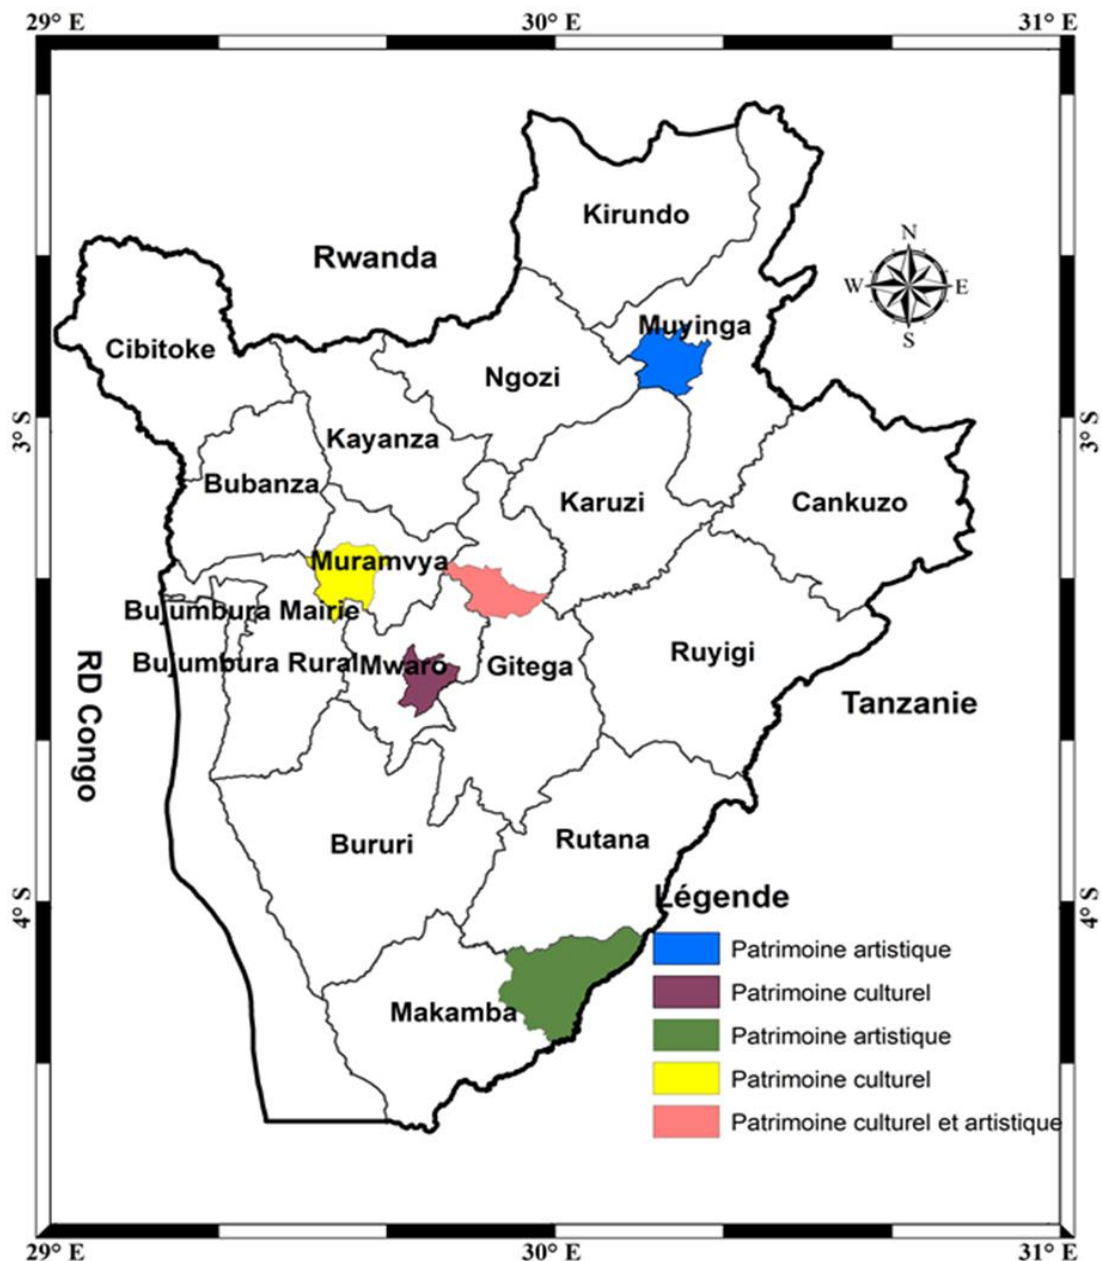 29° E 30° E 31° E
Kirundo
N
Rwanda
W E
Muyinga
S
Cibitoke
Ngozi
3° S 3° S
Kayanza
Bubanza
Karuzi
Cankuzo
Muramvya
Bujumbura Mairie
Ruyigi
Bujumbura Rural
Mwaro
Gitega
RD Congo
Tanzanie
Bururi
Rutana
4° S 4° S
Légende
Patrimoine artistique
Patrimoine culturel
Makamba
Patrimoine artistique
Patrimoine culturel
Patrimoine culturel et artistique
29° E 30° E 31° E